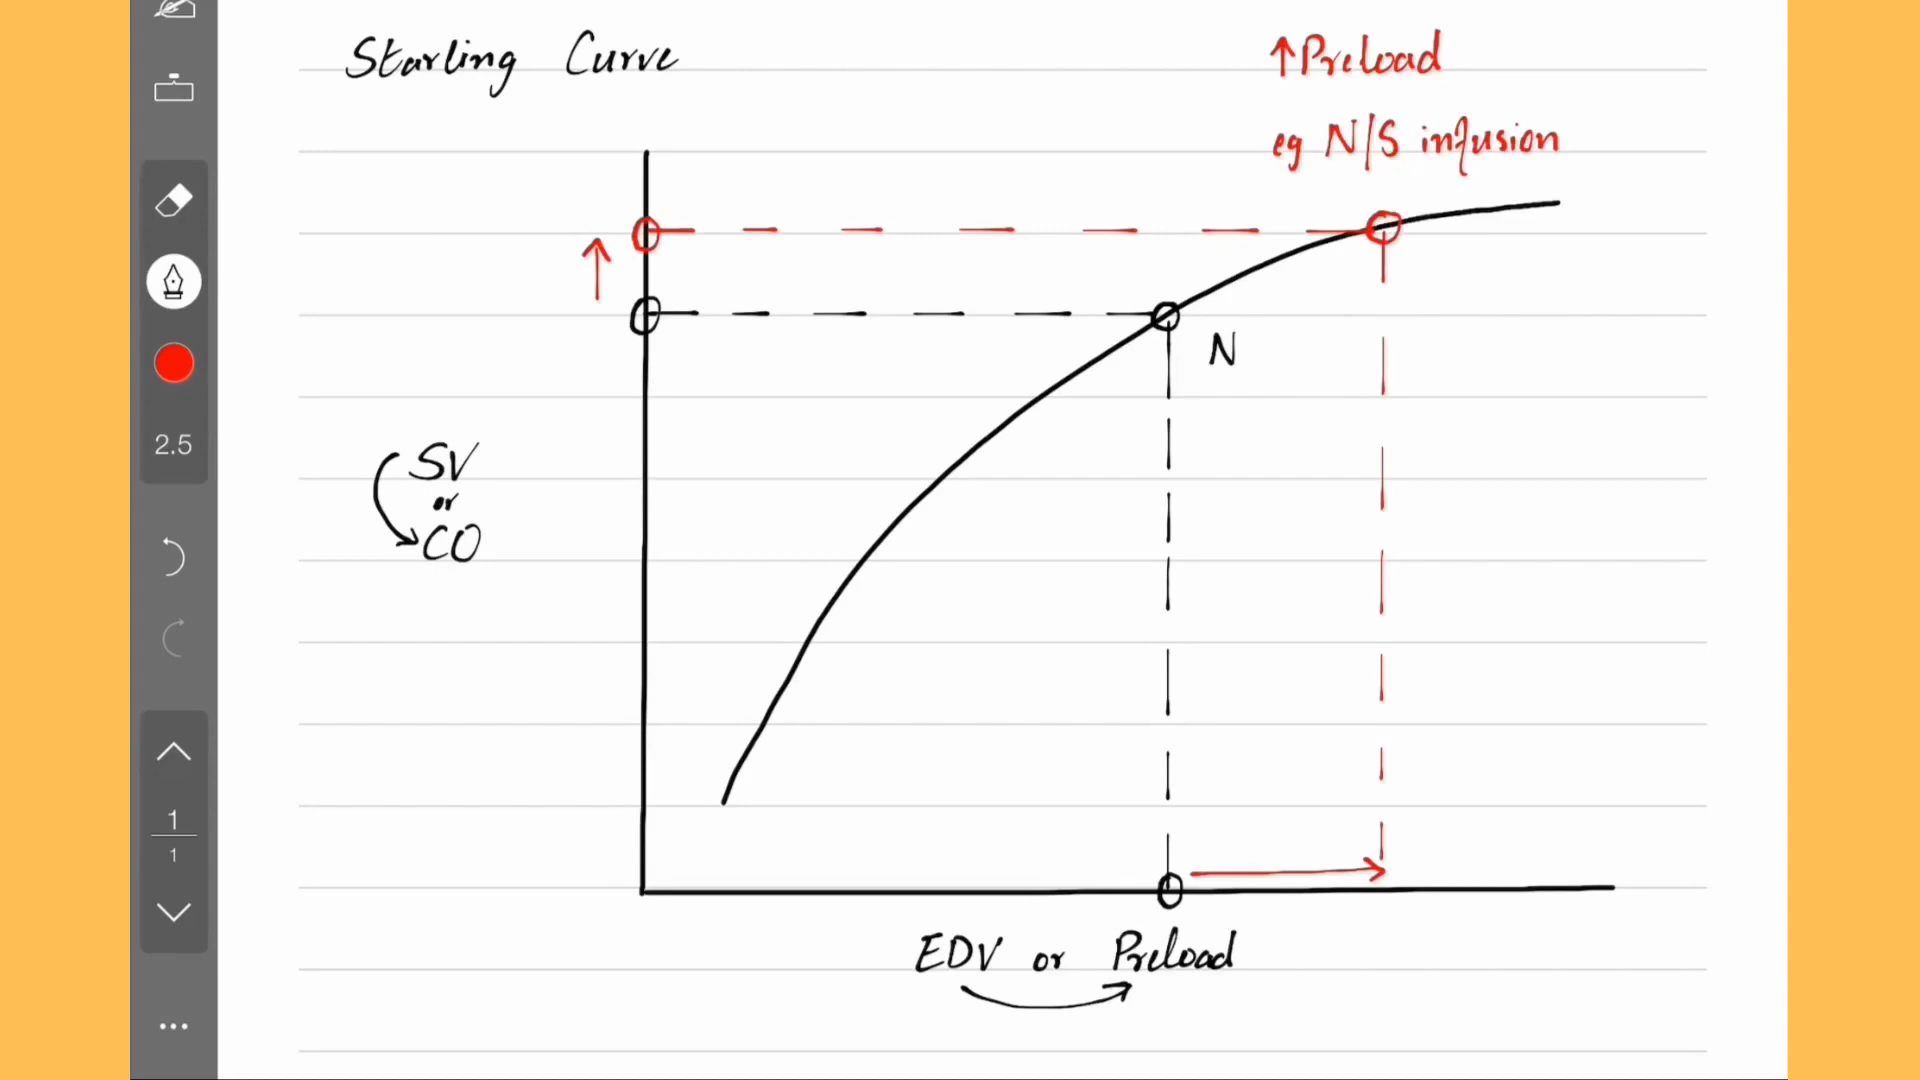 Starling Curve
↑Preload
eg N/S infusion
N
SV
or
CO
EDV or Preload
2.5
1
1